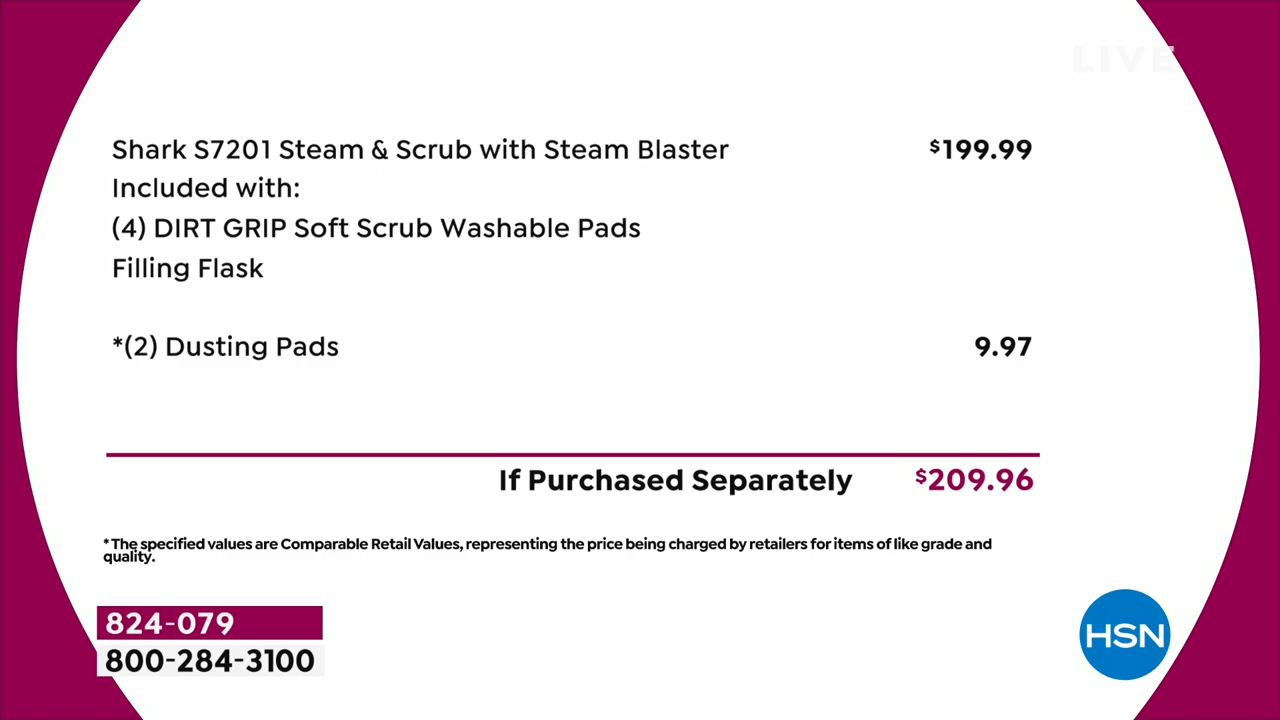 LIVE
Shark S7201 Steam & Scrub with Steam Blaster $199.99
Included with:
(4) DIRT GRIP Soft Scrub Washable Pads
Filling Flask
*(2) Dusting Pads 9.97
If Purchased Separately $209.96
* The specified values are Comparable Retail Values, representing the price being charged by retailers for items of like grade and
quality.
824-079
800-284-3100
HSN